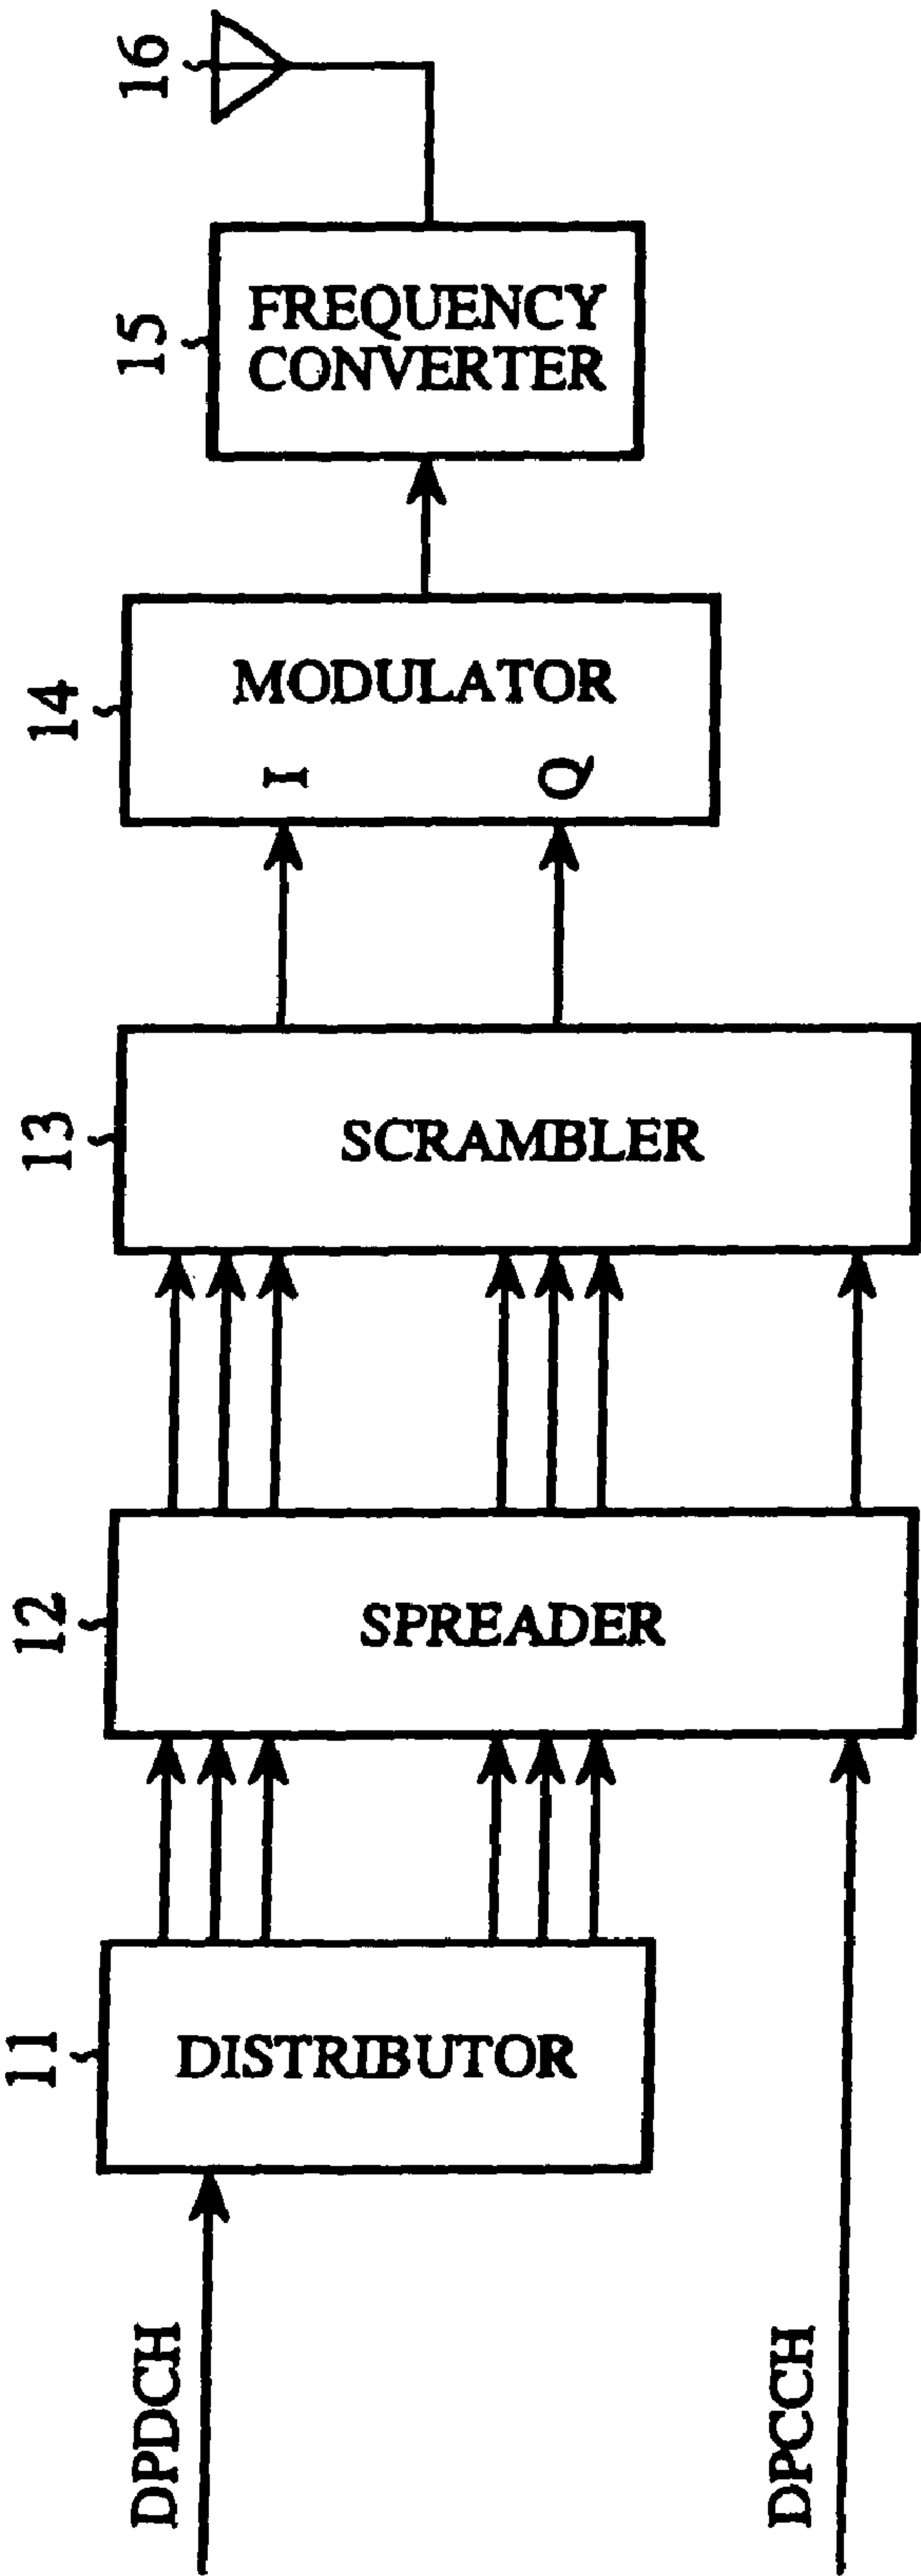 DPDCH
DPCCH
11
DISTRIBUTOR
12
SPREADER
13
SCRAMBLER
14
MODULATOR
I
Q
15
FREQUENCY
CONVERTER
16